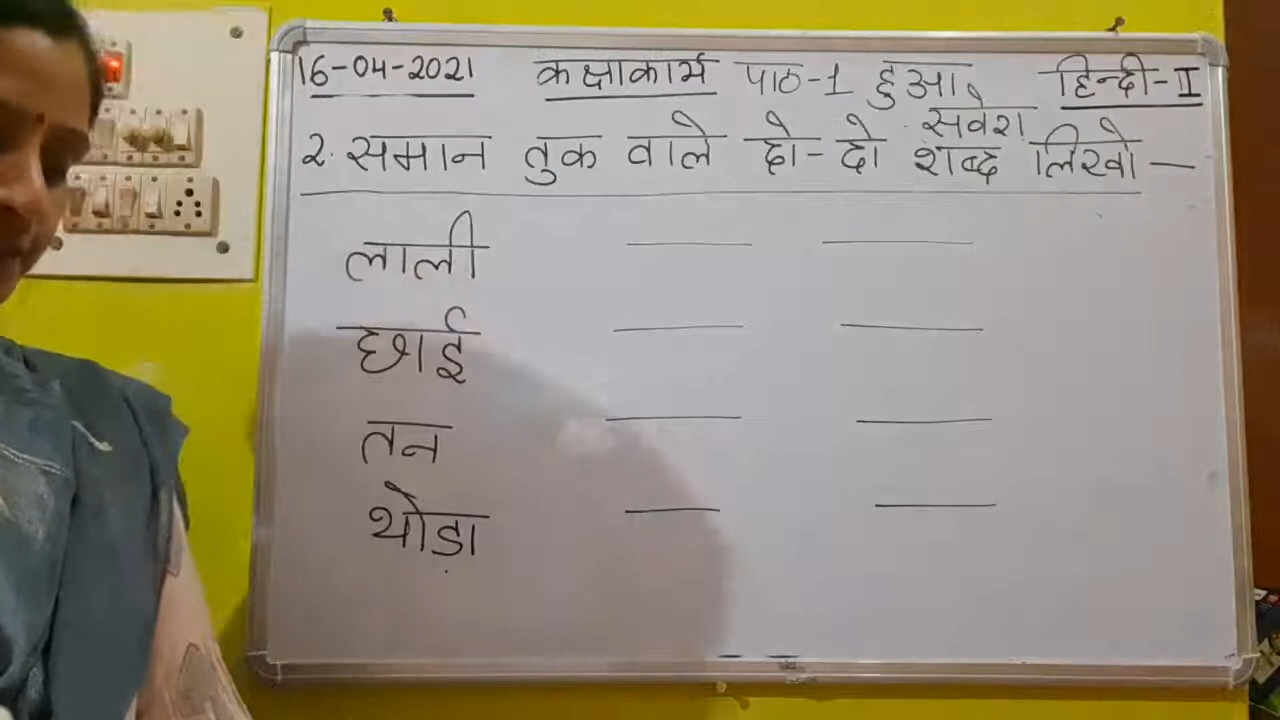 16-04-2021 कक्षाकार्य पाठ-1 हुआ सवेरा हिन्दी-II
2. समान तुक वाले दो-दो शब्द लिखो —
लाली
छाई
तन
थोड़ा